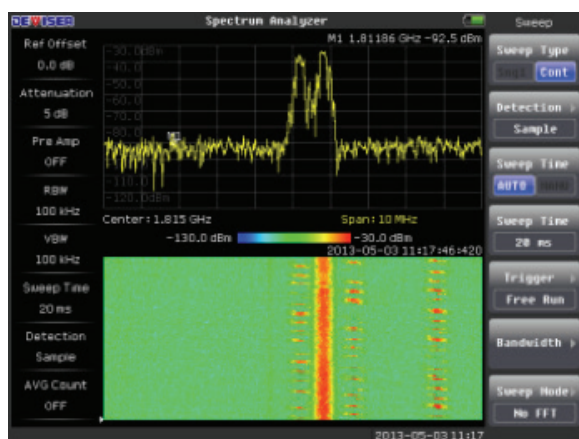 DEVISER Spectrum Analyzer Sweep
Ref Offset
0.0 dB
Attenuation
5 dB
Pre Amp
OFF
RBW
100 kHz
VBW
100 kHz
Sweep Time
20 ms
Detection
Sample
AVG Count
OFF
M1 1.81186 GHz -92.5 dBm
-30.0dBm
-40.0
-50.0
-60.0
-70.0
-80.0
-110.0
-120.0dBm
Center:1.815 GHz Span:10 MHz
-130.0 dBm -30.0 dBm
2013-05-03 11:17:46:420
Sweep Type
Sngl Cont
Detection
Sample
Sweep Time
AUTO
Sweep Time
20 ms
Trigger
Free Run
Bandwidth
Sweep Mode
No FFT
2013-05-03 11:17